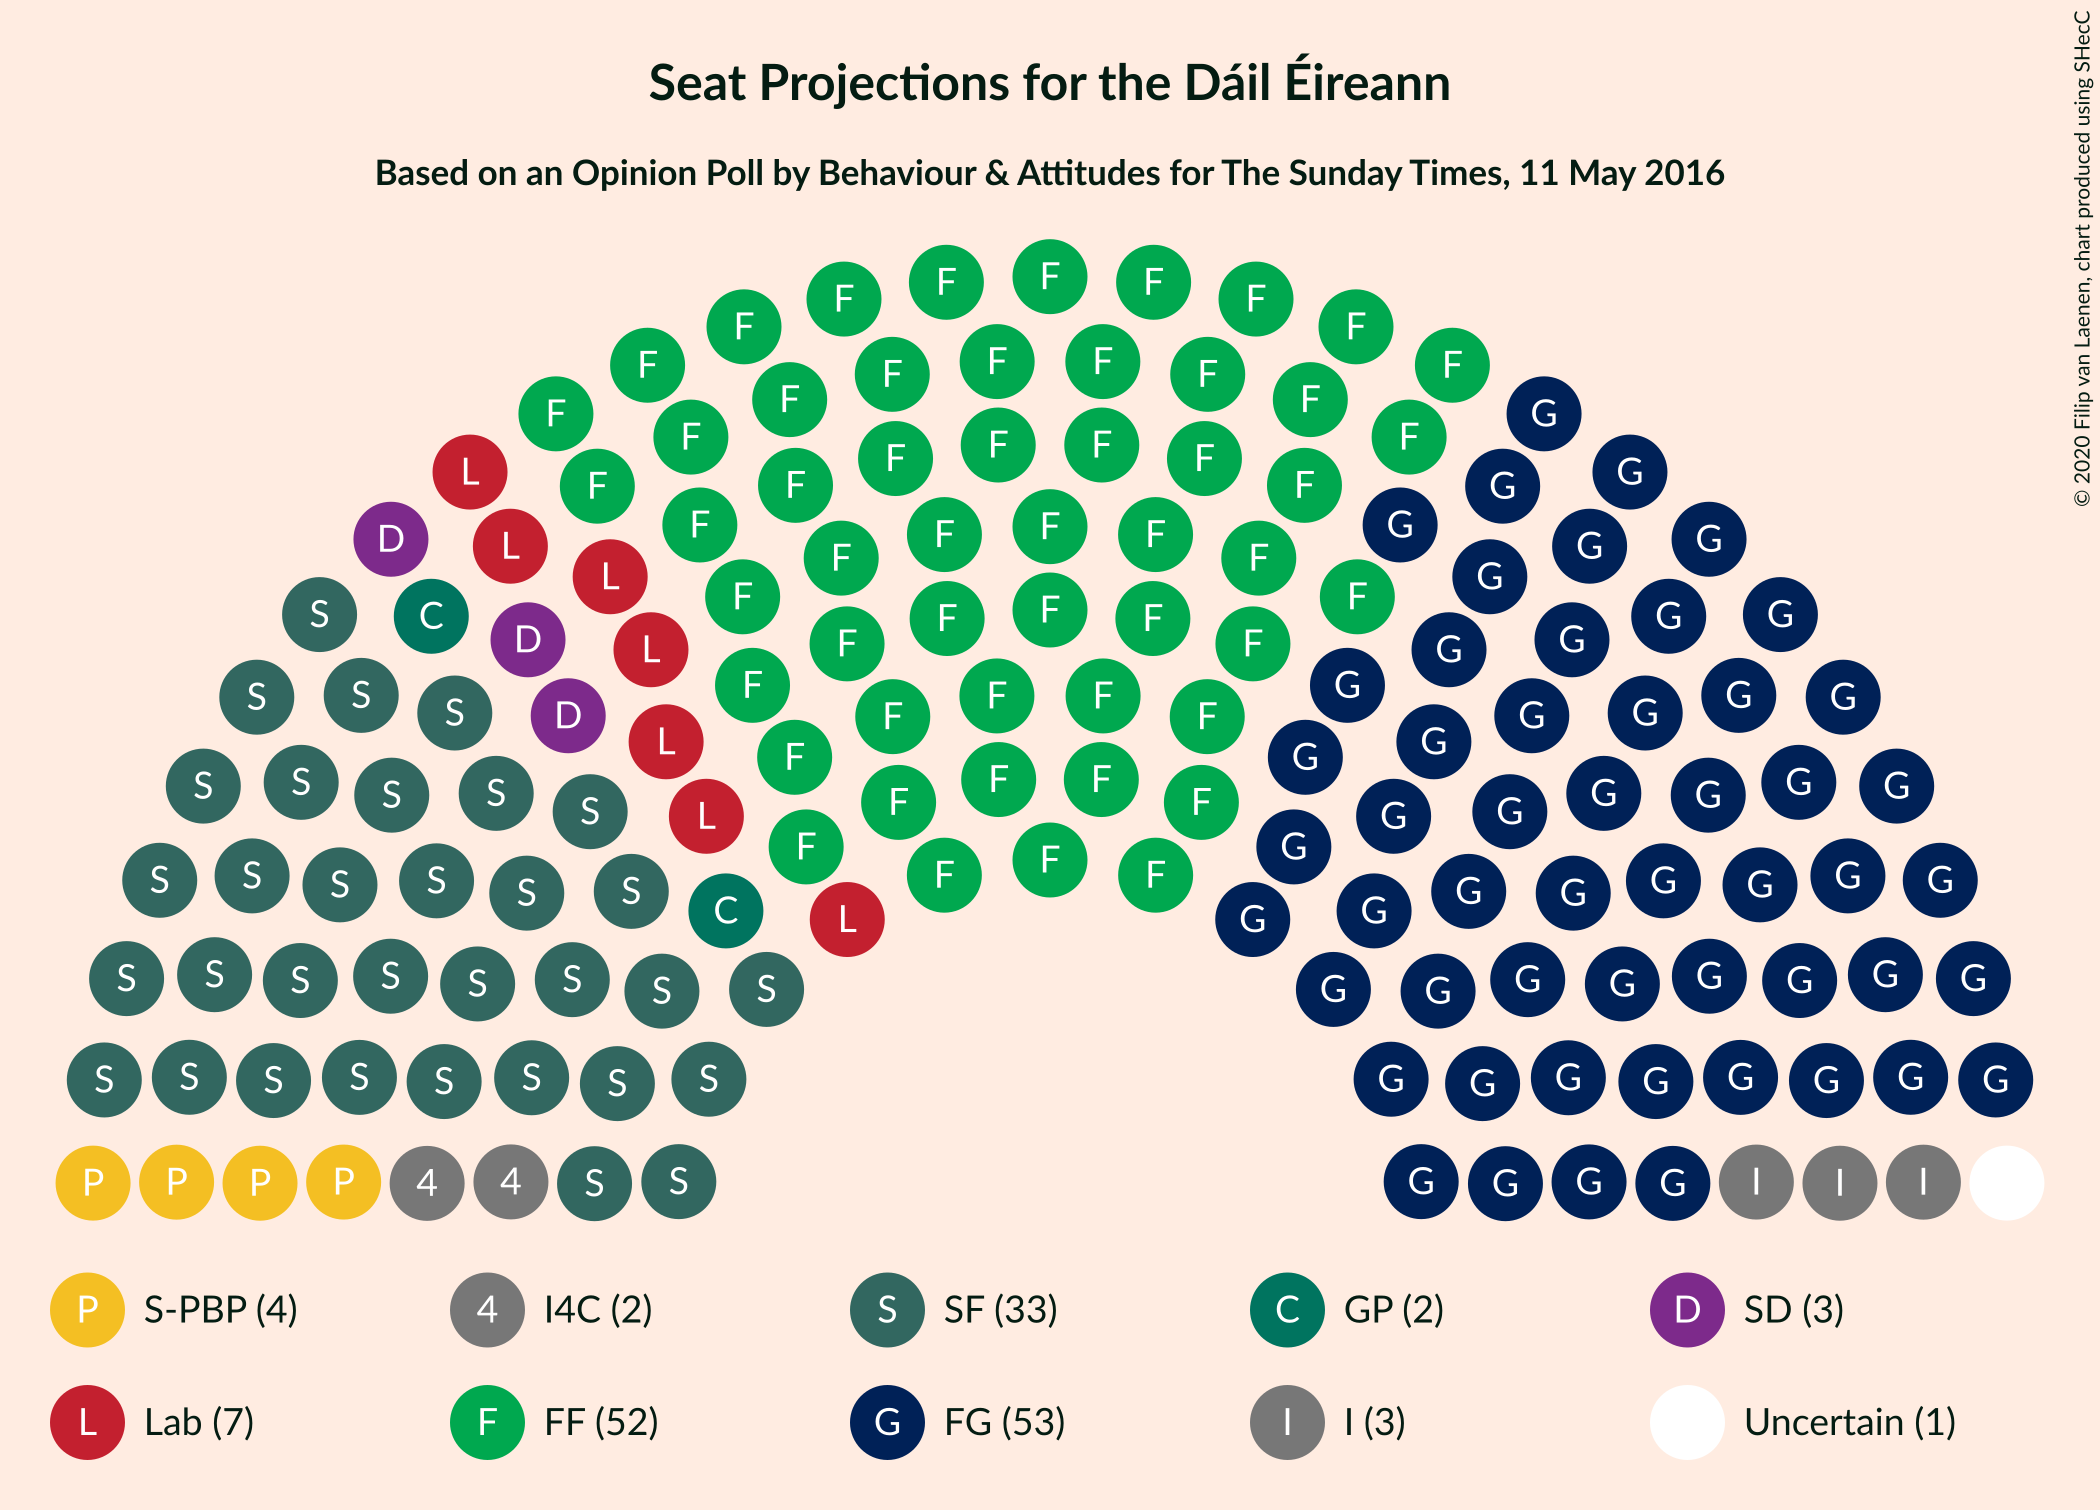 Seat Projections for the Dáil Éireann
Based on an Opinion Poll by Behaviour & Attitudes for The Sunday Times, 11 May 2016
© 2020 Filip van Laenen, chart produced using SHecC
F F F F F
F F F F
F F F F F F
F F F F
F F G
F F F F
L F F G
F F F F F F G G
F F G
F F F F F
D L F F G G
L L F F G G
F F F F F
S C D L F F G G G G
S S S D L F F F F F G G G G G G
S S S S S L F F F F F F G G G G G G G
S S S S S S C F L F F F G G G G G G G G G
S S S S S S S S G G G G G G G G
S S S S S S S S G G G G G G G G
P P P P 4 4 S S G G G G I I I
P S-PBP (4) 4 I4C (2) S SF (33) C GP (2) D SD (3)
L Lab (7) F FF (52) G FG (53) I I (3) Uncertain (1)